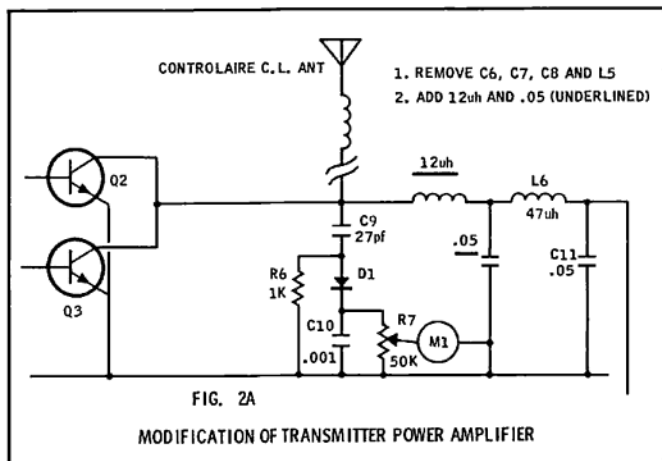 CONTROLAIRE C.L. ANT
1. REMOVE C6, C7, C8 AND L5
2. ADD 12uh AND .05 (UNDERLINED)
Q2
12uh
L6
47uh
C9
27pf
.05
C11
.05
R6
1K
D1
Q3
C10
.001
R7
50K
M1
FIG. 2A
MODIFICATION OF TRANSMITTER POWER AMPLIFIER